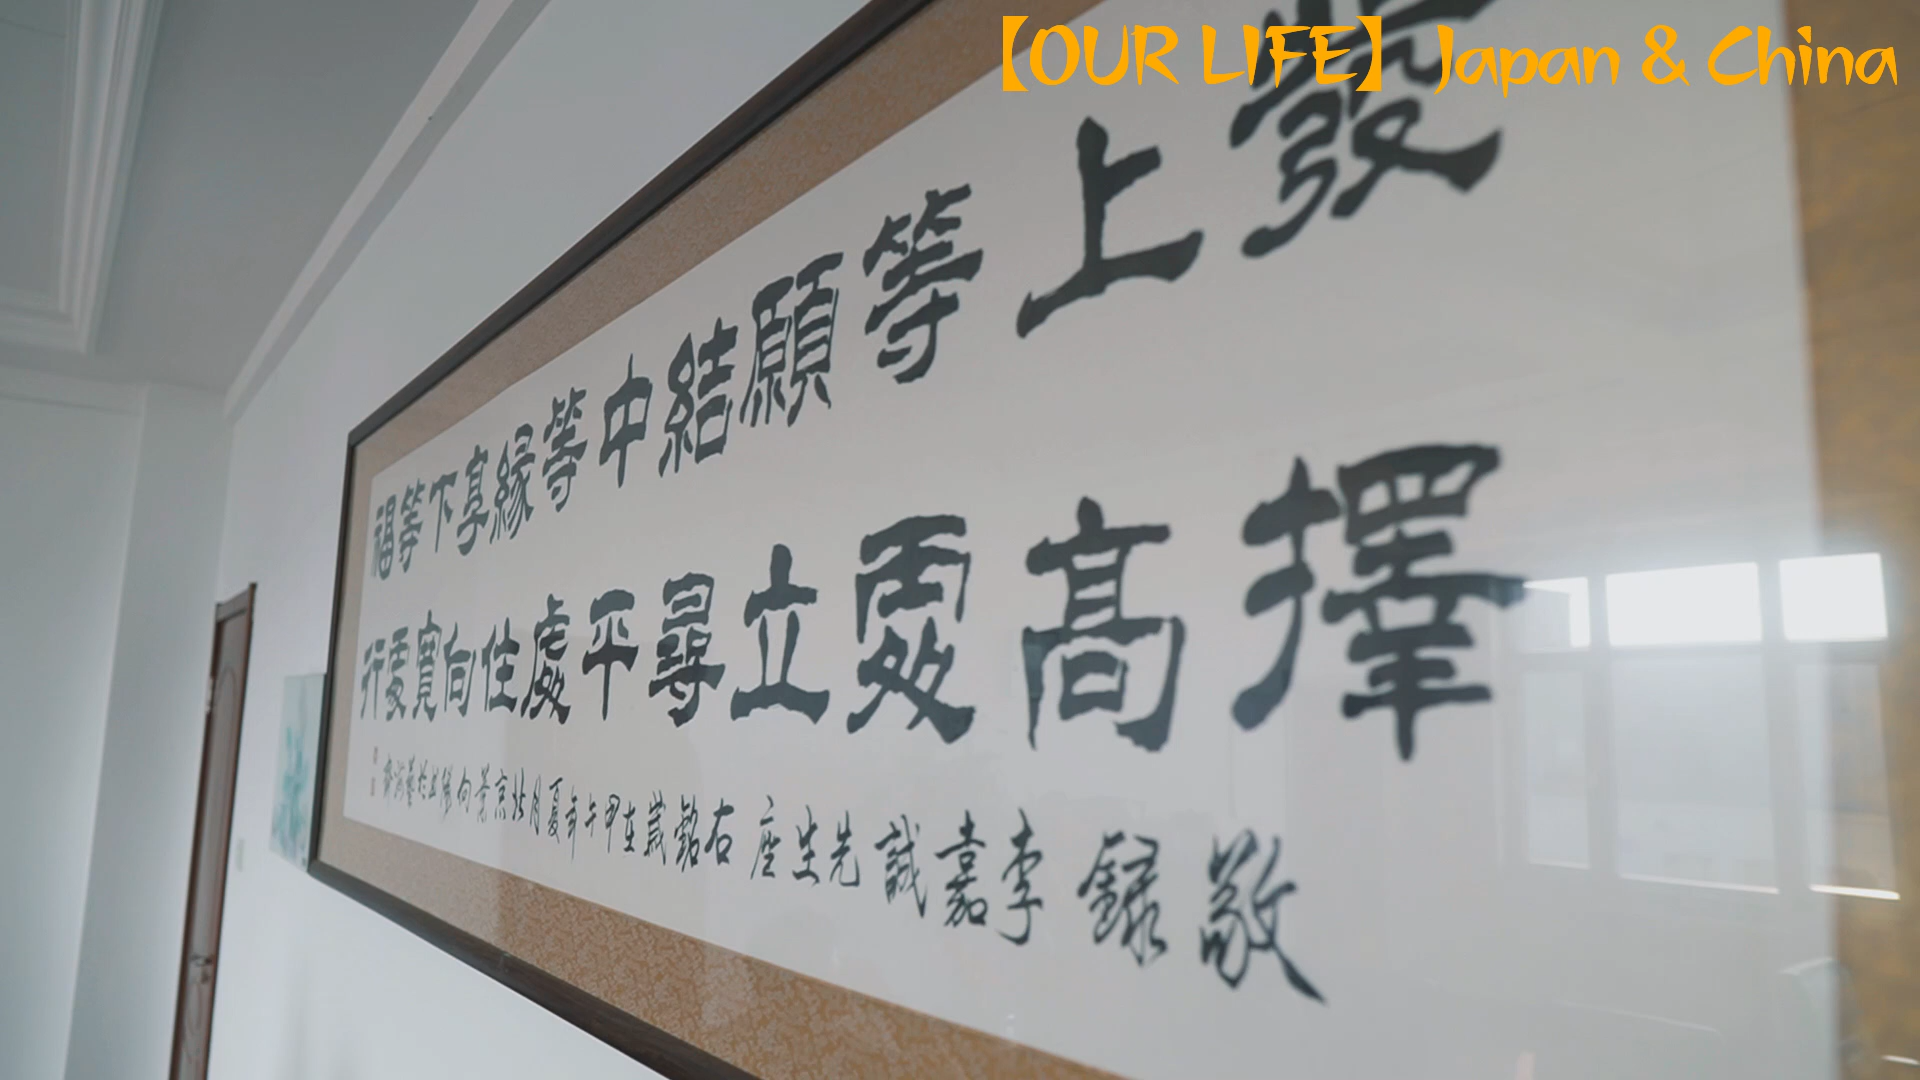 【OUR LIFE】 Japan & China
發上等願結中等緣享下等福
擇高處立尋平處住向寬處行
敬錄李嘉誠先生座右銘歲在甲午年夏月北京